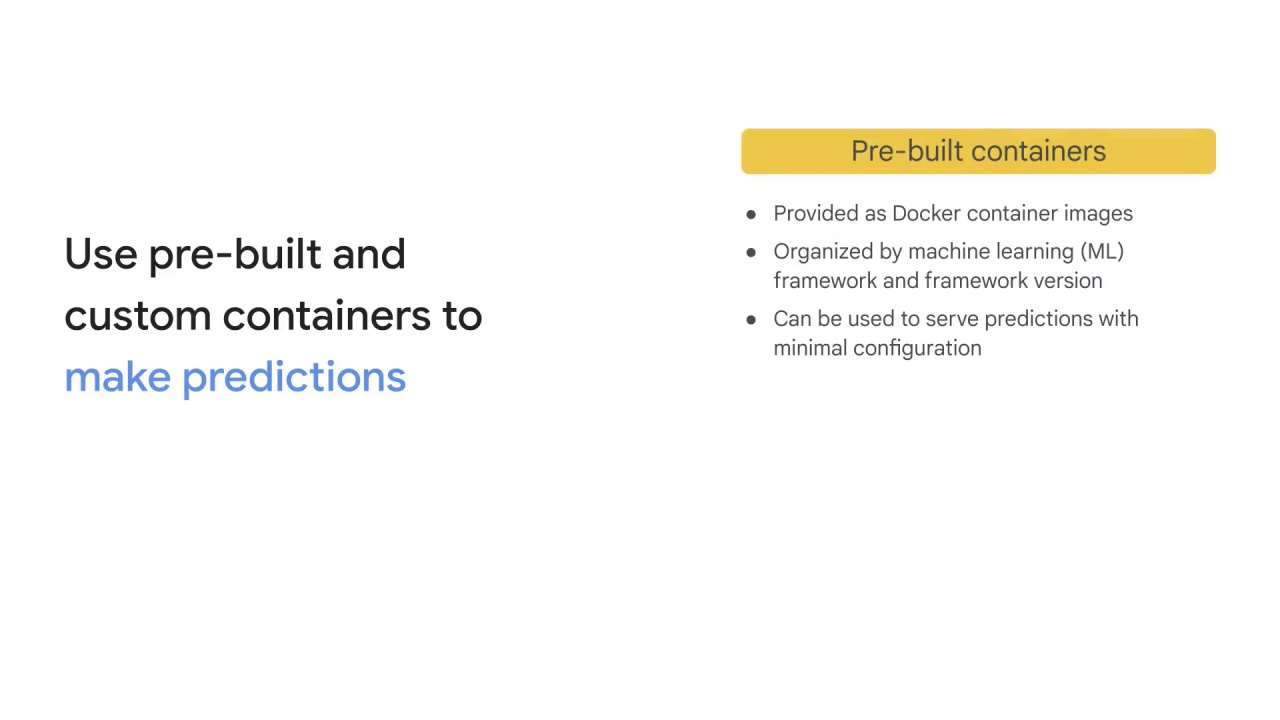 Use pre-built and
custom containers to
make predictions
Pre-built containers
● Provided as Docker container images
● Organized by machine learning (ML)
framework and framework version
● Can be used to serve predictions with
minimal configuration